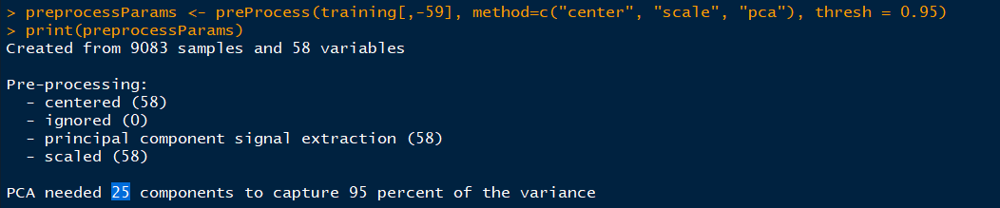 > preprocessParams <- preProcess(training[,-59], method=c("center", "scale", "pca"), thresh = 0.95)
> print(preprocessParams)
Created from 9083 samples and 58 variables

Pre-processing:
  - centered (58)
  - ignored (0)
  - principal component signal extraction (58)
  - scaled (58)

PCA needed 25 components to capture 95 percent of the variance